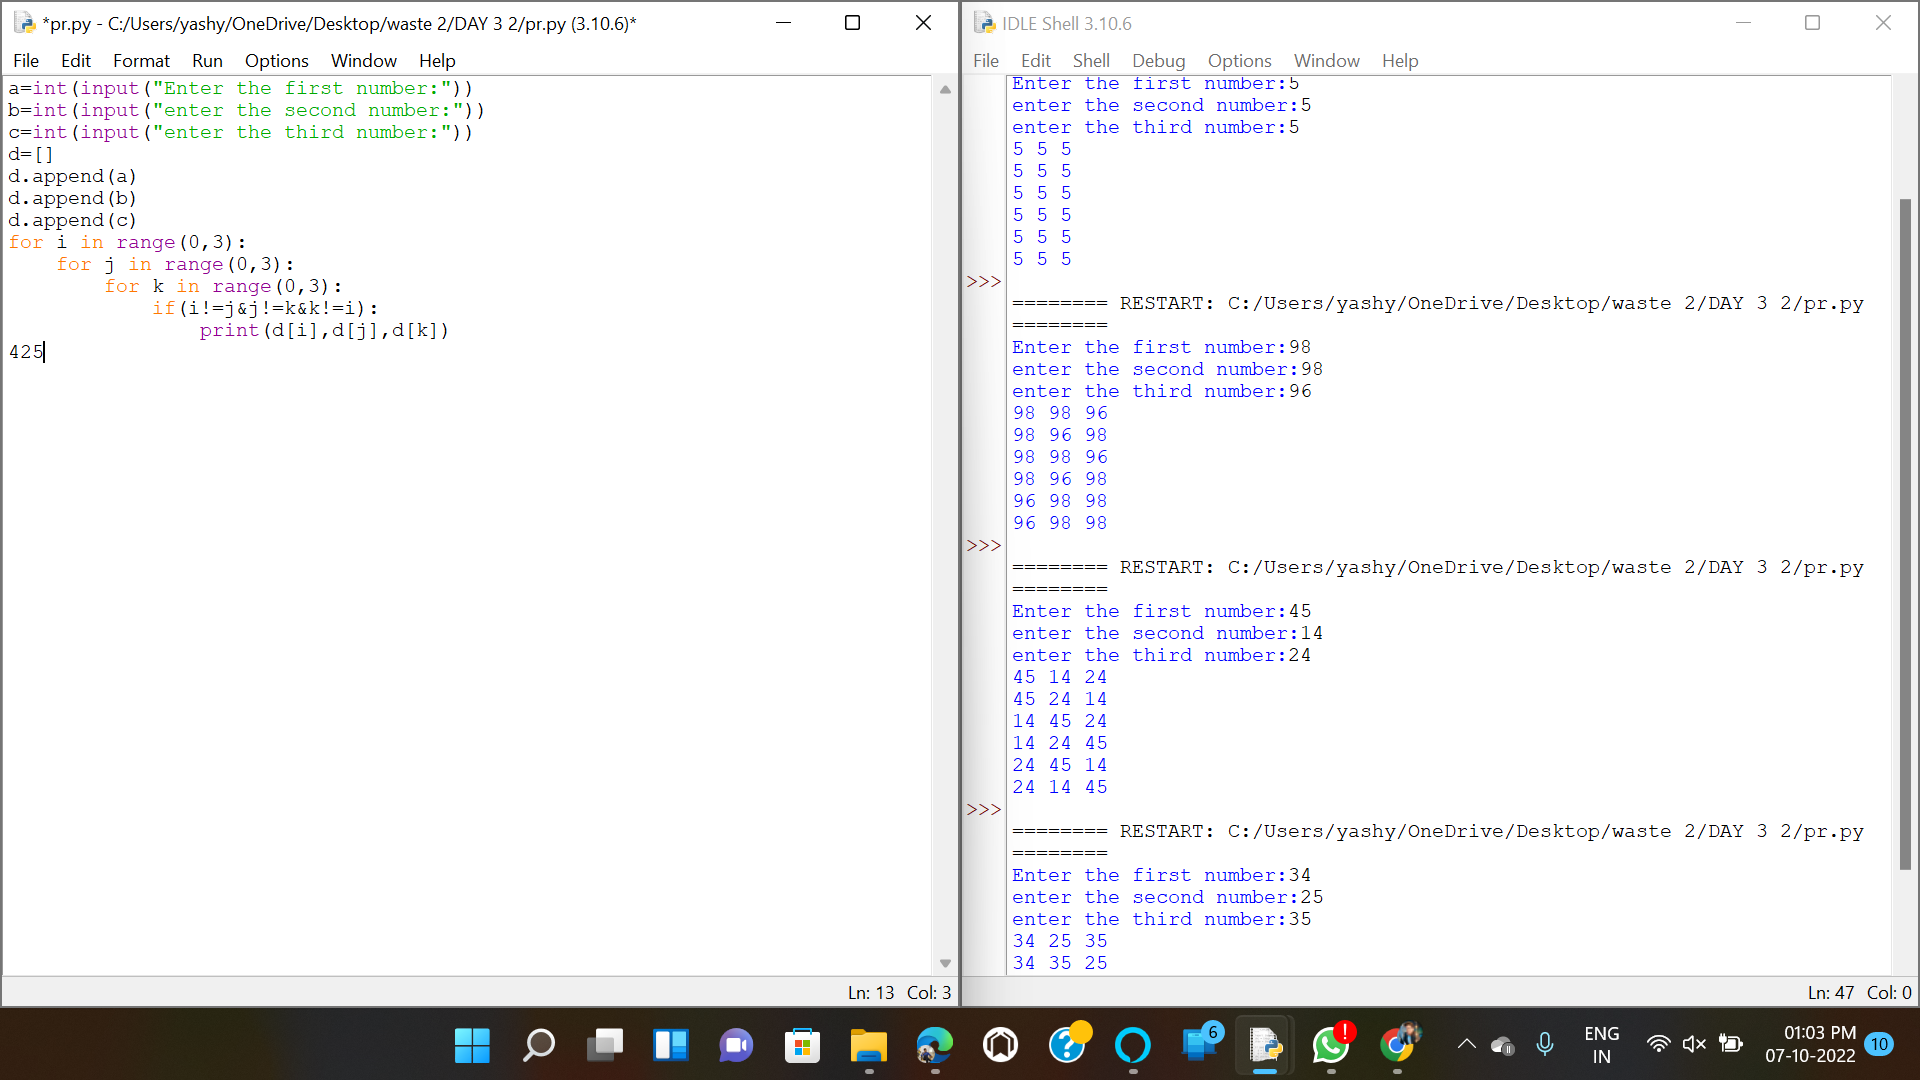 *pr.py - C:/Users/yashy/OneDrive/Desktop/waste 2/DAY 3 2/pr.py (3.10.6)*
File Edit Format Run Options Window Help
a=int(input("Enter the first number:"))
b=int(input("enter the second number:"))
c=int(input("enter the third number:"))
d=[]
d.append(a)
d.append(b)
d.append(c)
for i in range(0,3):
    for j in range(0,3):
        for k in range(0,3):
            if(i!=j&j!=k&k!=i):
                print(d[i],d[j],d[k])
425
Ln: 13 Col: 3
IDLE Shell 3.10.6
File Edit Shell Debug Options Window Help
Enter the first number:5
enter the second number:5
enter the third number:5
5 5 5
5 5 5
5 5 5
5 5 5
5 5 5
5 5 5
>>>
======== RESTART: C:/Users/yashy/OneDrive/Desktop/waste 2/DAY 3 2/pr.py
========
Enter the first number:98
enter the second number:98
enter the third number:96
98 98 96
98 96 98
98 98 96
98 96 98
96 98 98
96 98 98
>>>
======== RESTART: C:/Users/yashy/OneDrive/Desktop/waste 2/DAY 3 2/pr.py
========
Enter the first number:45
enter the second number:14
enter the third number:24
45 14 24
45 24 14
14 45 24
14 24 45
24 45 14
24 14 45
>>>
======== RESTART: C:/Users/yashy/OneDrive/Desktop/waste 2/DAY 3 2/pr.py
========
Enter the first number:34
enter the second number:25
enter the third number:35
34 25 35
34 35 25
Ln: 47 Col: 0
6
!
ENG
IN
01:03 PM
07-10-2022
10